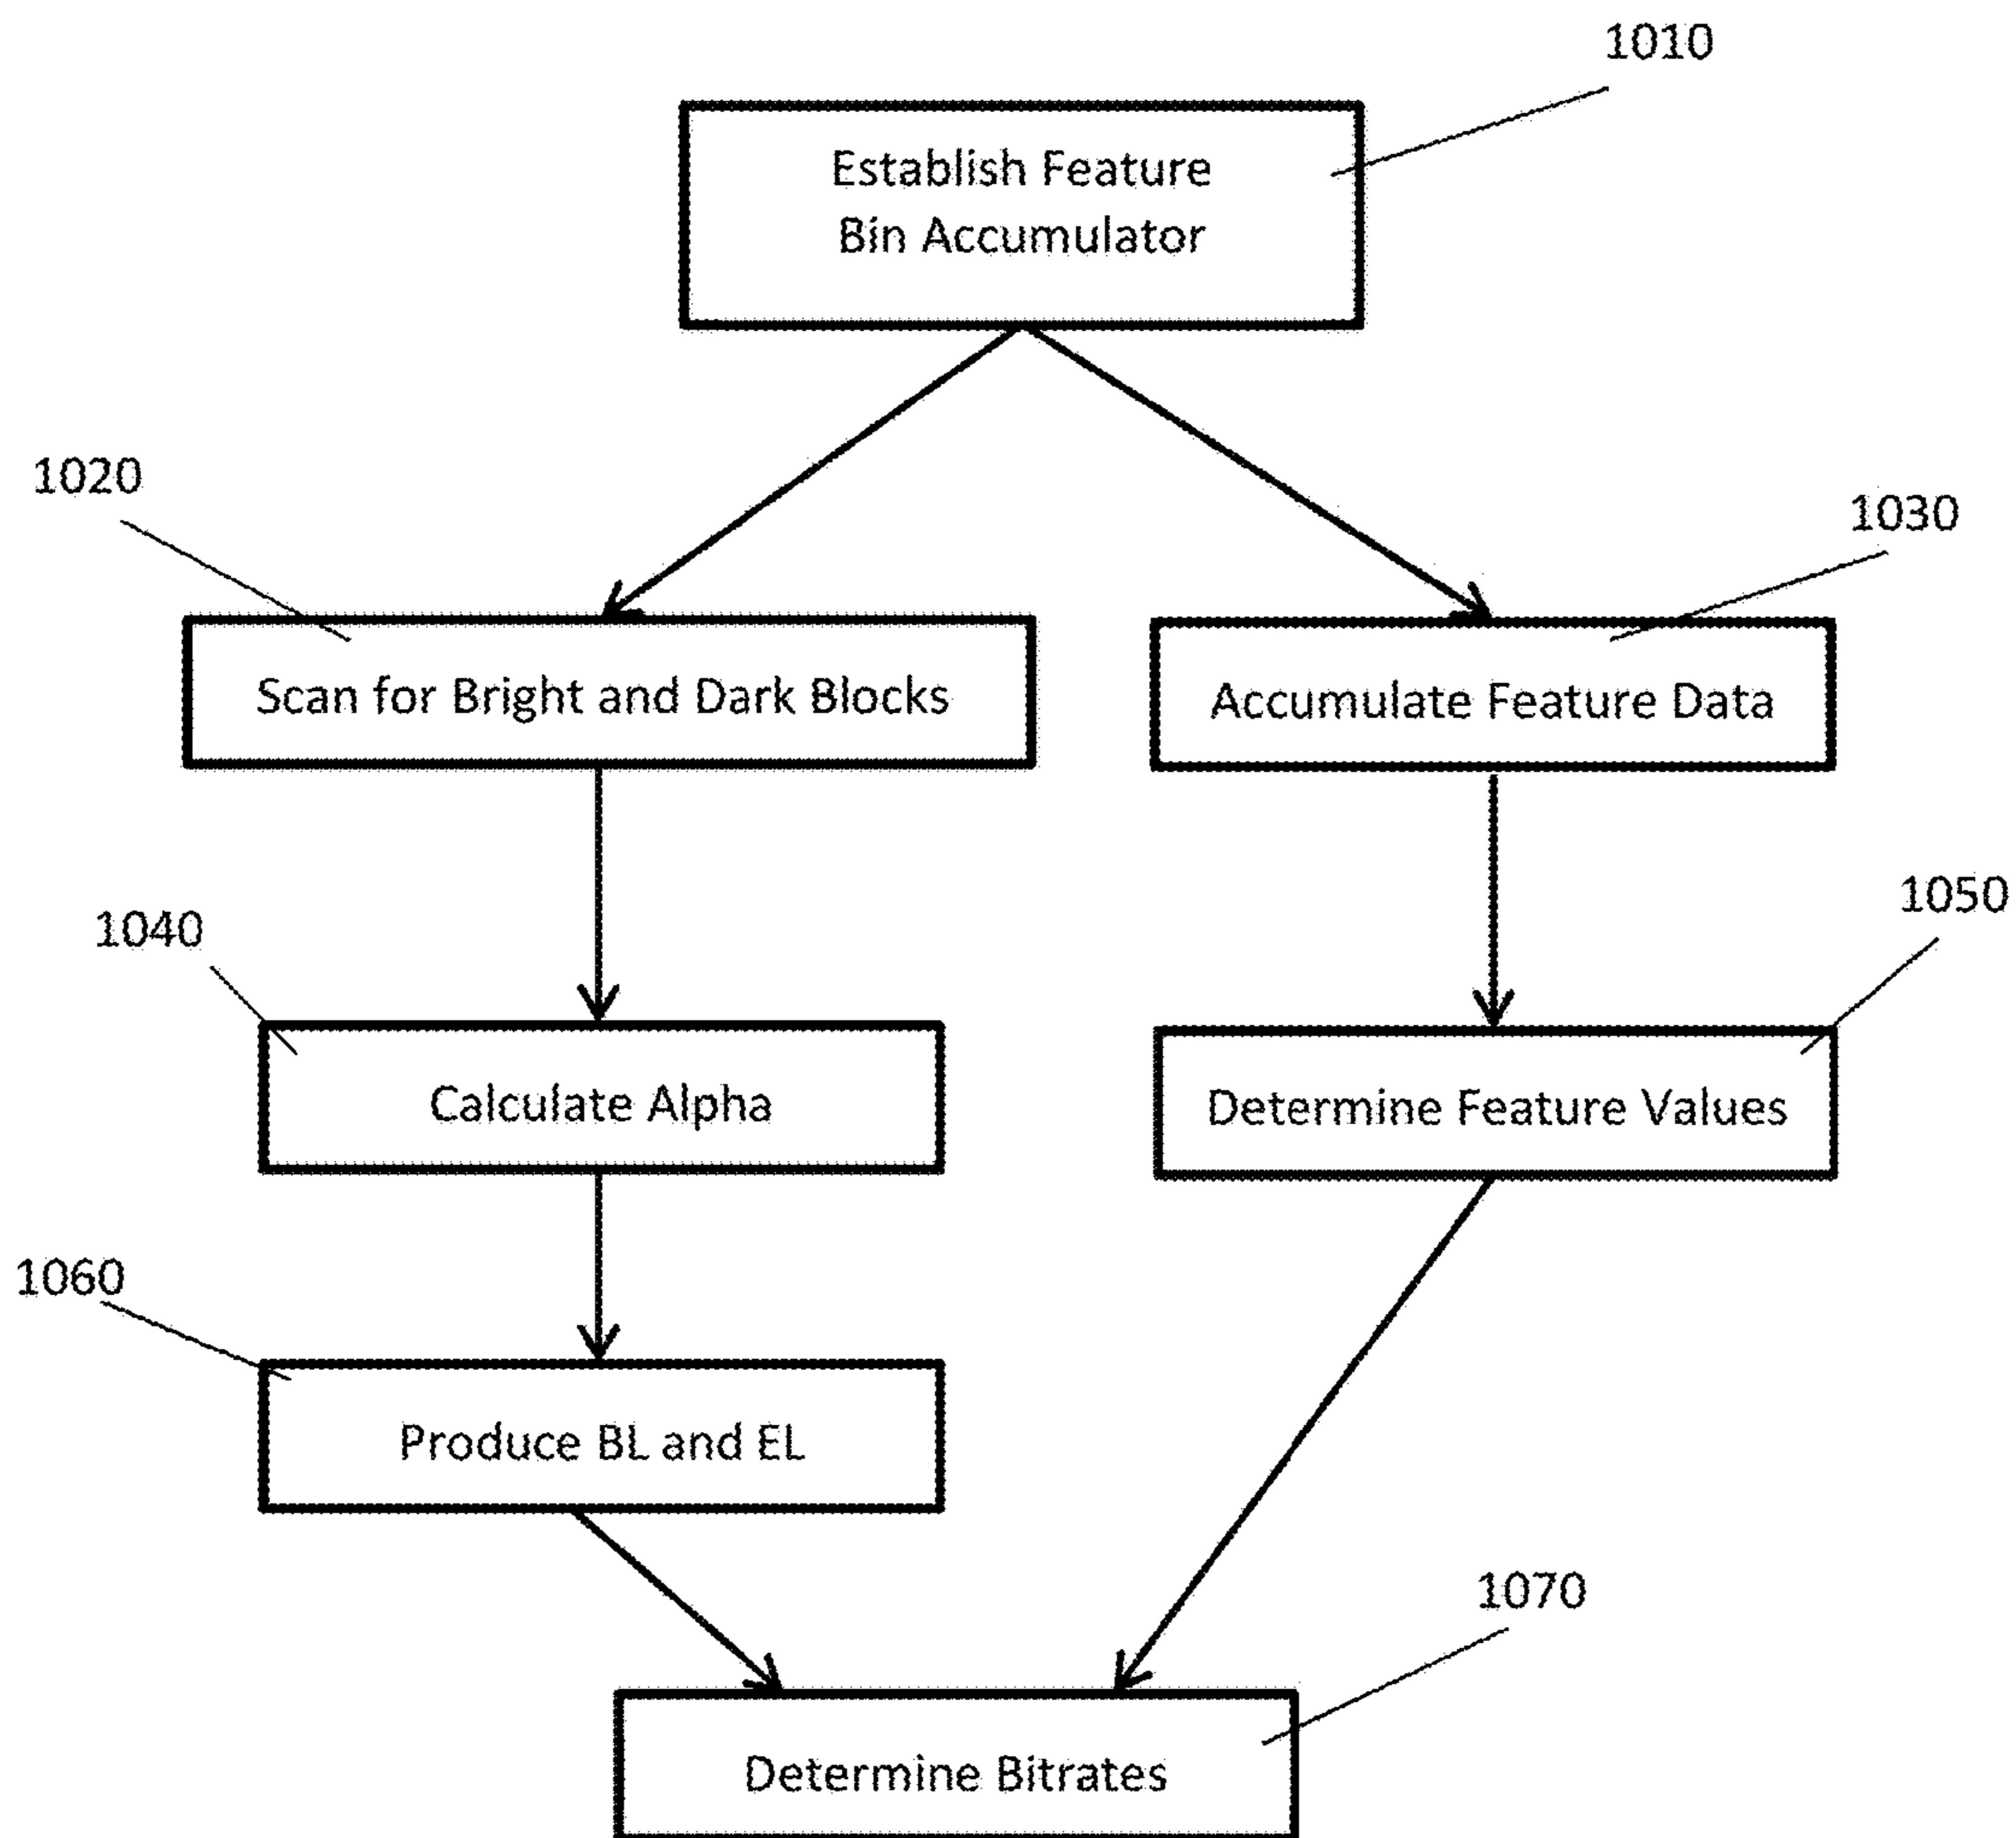 1010
Establish Feature
Bin Accumulator
1020
1030
Scan for Bright and Dark Blocks
Accumulate Feature Data
1040
1050
Calculate Alpha
Determine Feature Values
1060
Produce BL and EL
1070
Determine Bitrates